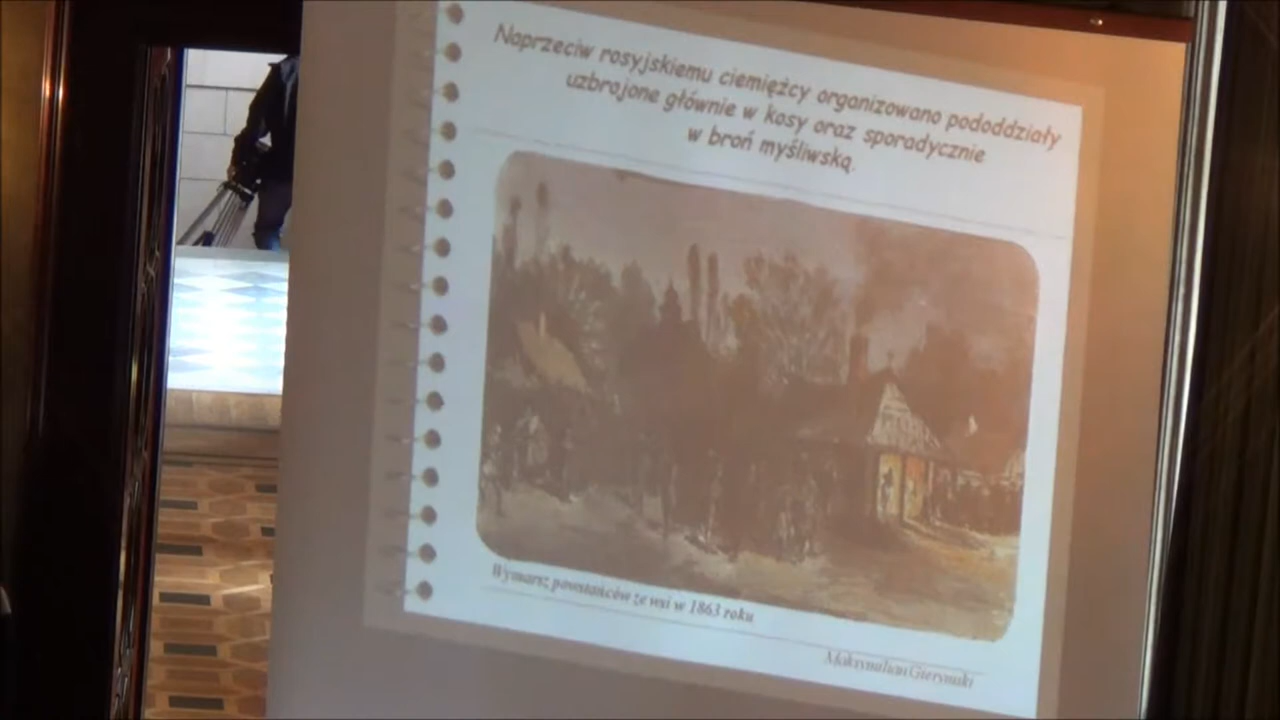 Naprzeciw rosyjskiemu ciemiężcy organizowano pododdziały
uzbrojone głównie w kosy oraz sporadycznie
w broń myśliwską.
Wymarsz powstańców ze wsi w 1863 roku
Maksymilian Gierymski